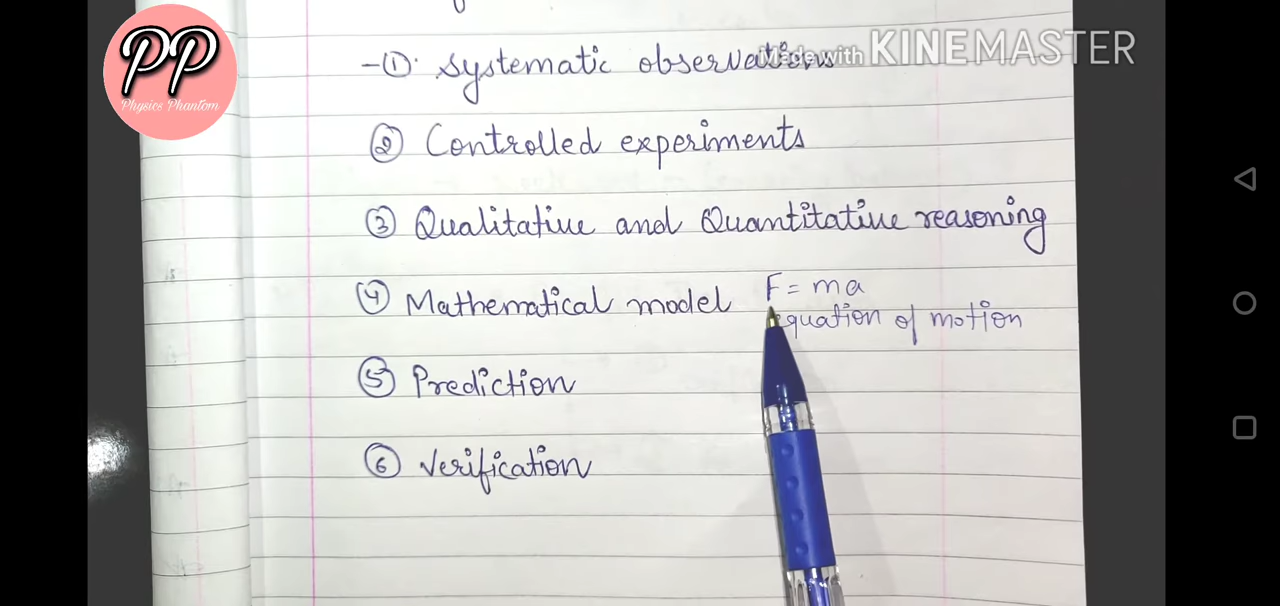 PP
Physics Phantom
Made with KINEMASTER
-①. Systematic observations
② Controlled experiments
③ Qualitative and Quantitative reasoning
④ Mathematical model F = ma
equation of motion
⑤ Prediction
⑥ Verification